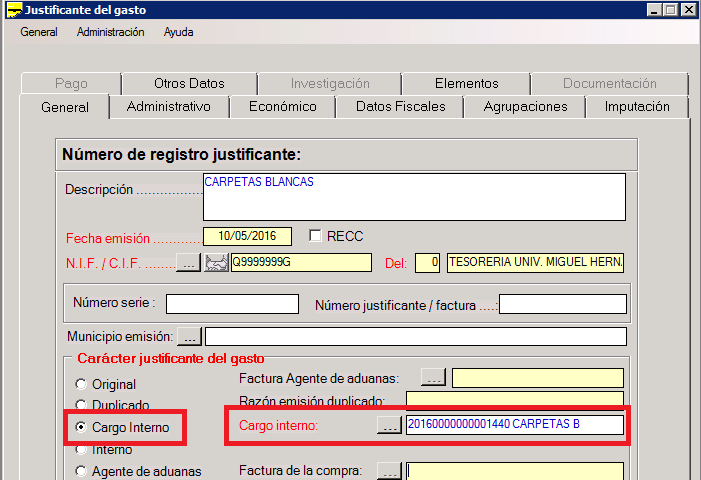 Justificante del gasto
General Administración Ayuda
Pago Otros Datos Investigación Elementos Documentación
General Administrativo Económico Datos Fiscales Agrupaciones Imputación
Número de registro justificante:
Descripción .................. CARPETAS BLANCAS
Fecha emisión ............. 10/05/2016 RECC
N.I.F. / C.I.F. ........ ... Q9999999G Del: 0 TESORERIA UNIV. MIGUEL HERN
Número serie : Número justificante / factura ....:
Municipio emisión: ...
Carácter justificante del gasto
Original Factura Agente de aduanas: ...
Duplicado Razón emisión duplicado:
Cargo Interno Cargo interno: ... 20160000000001440 CARPETAS B
Interno
Agente de aduanas Factura de la compra: ...